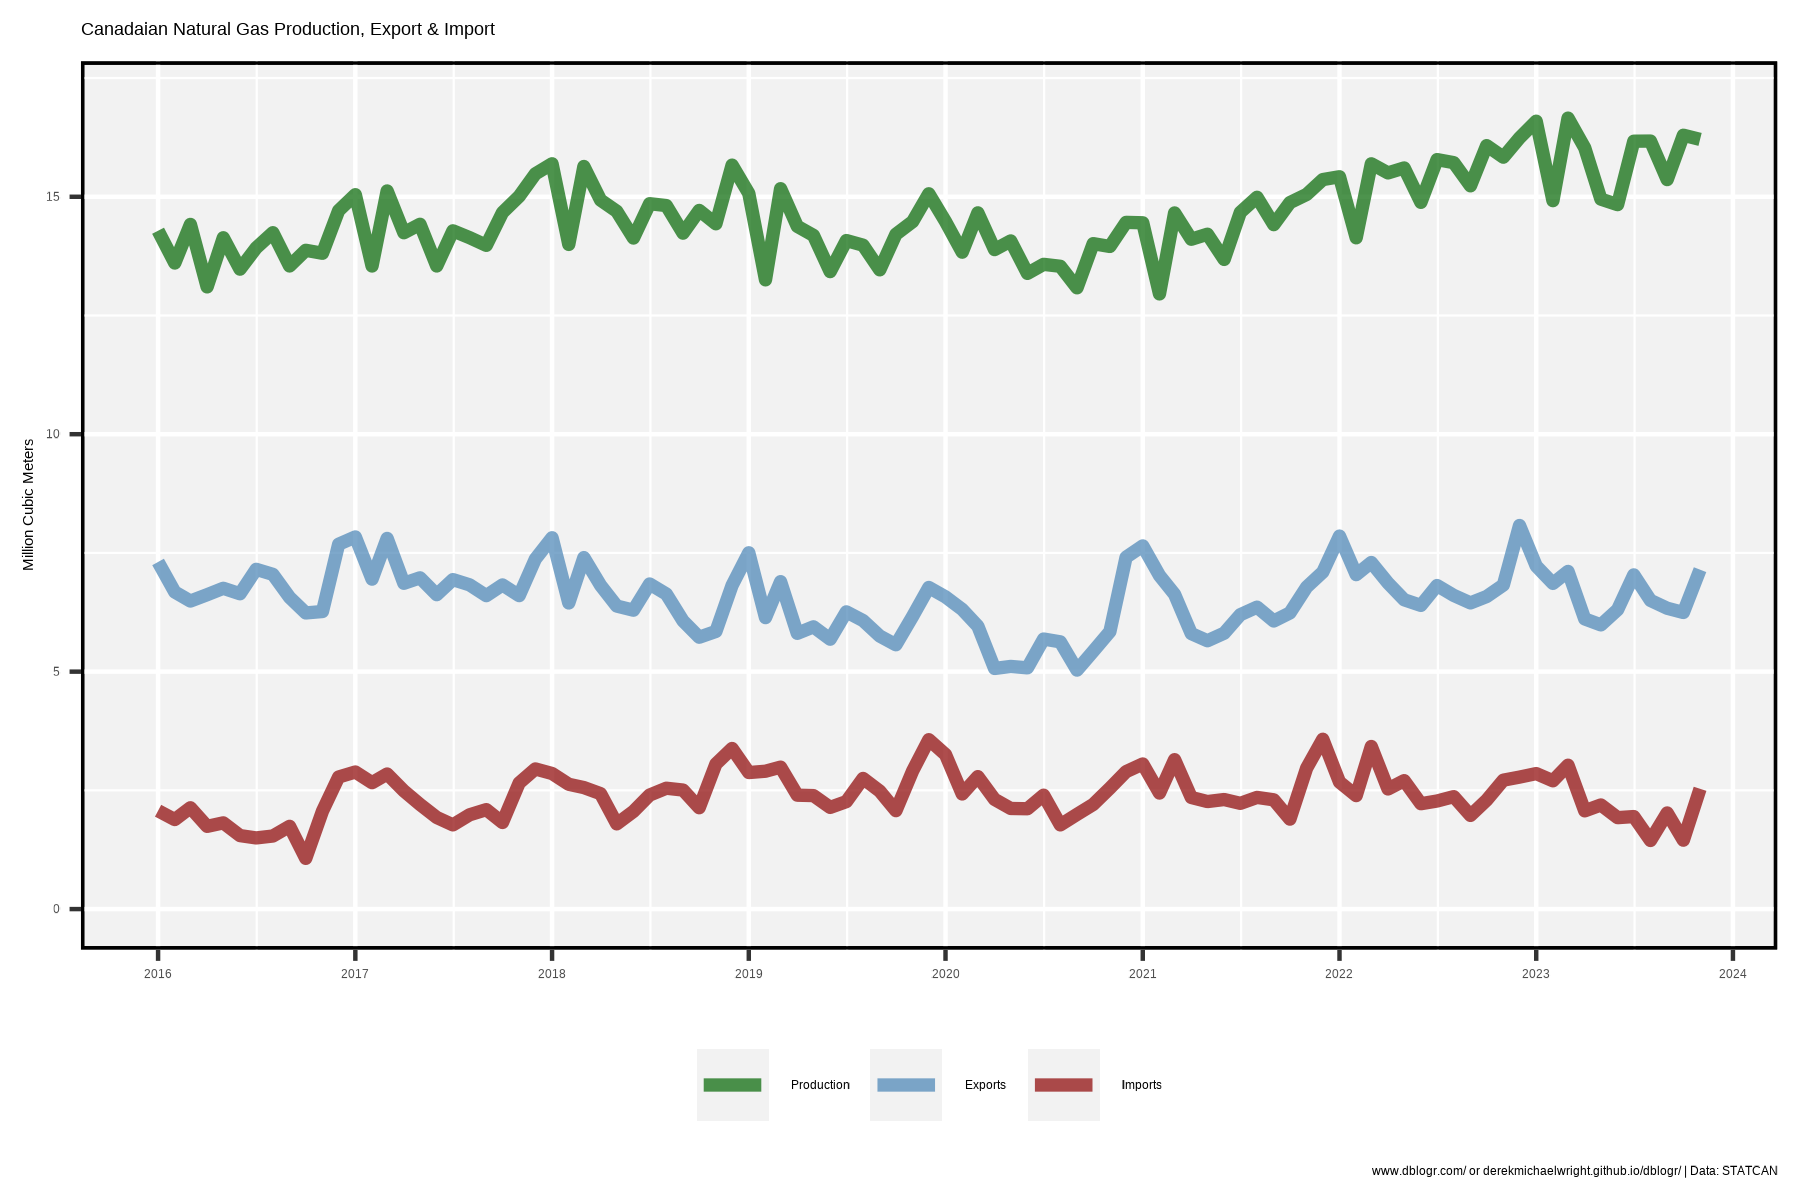 Canadaian Natural Gas Production, Export & Import
Million Cubic Meters
15
10
5
0
2016 2017 2018 2019 2020 2021 2022 2023 2024
Production Exports Imports
www.dblogr.com/ or derekmichaelwright.github.io/dblogr/ | Data: STATCAN